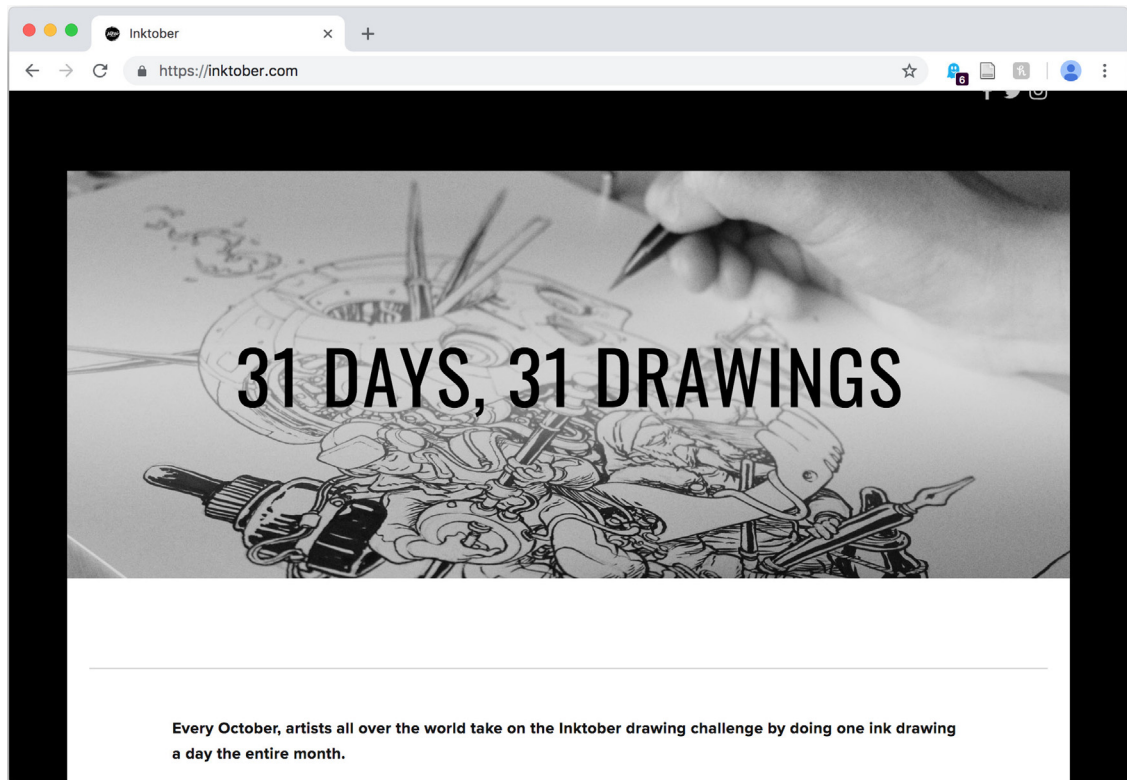 Inktober
https://inktober.com
6
31 DAYS, 31 DRAWINGS
Every October, artists all over the world take on the Inktober drawing challenge by doing one ink drawing
a day the entire month.